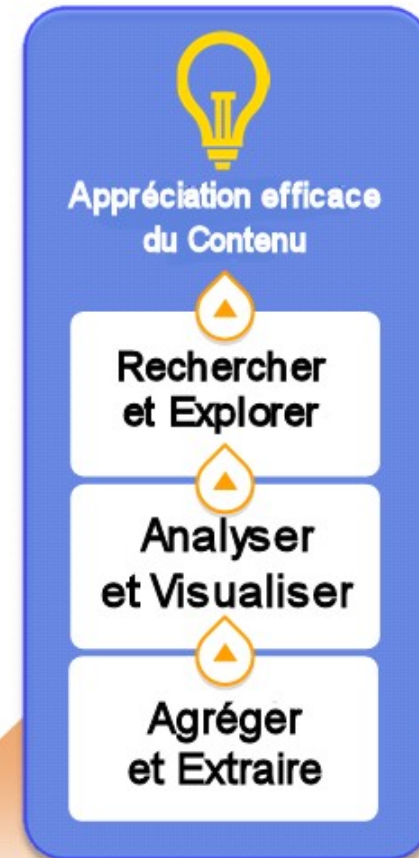 Appréciation efficace
du Contenu
Rechercher
et Explorer
Analyser
et Visualiser
Agréger
et Extraire